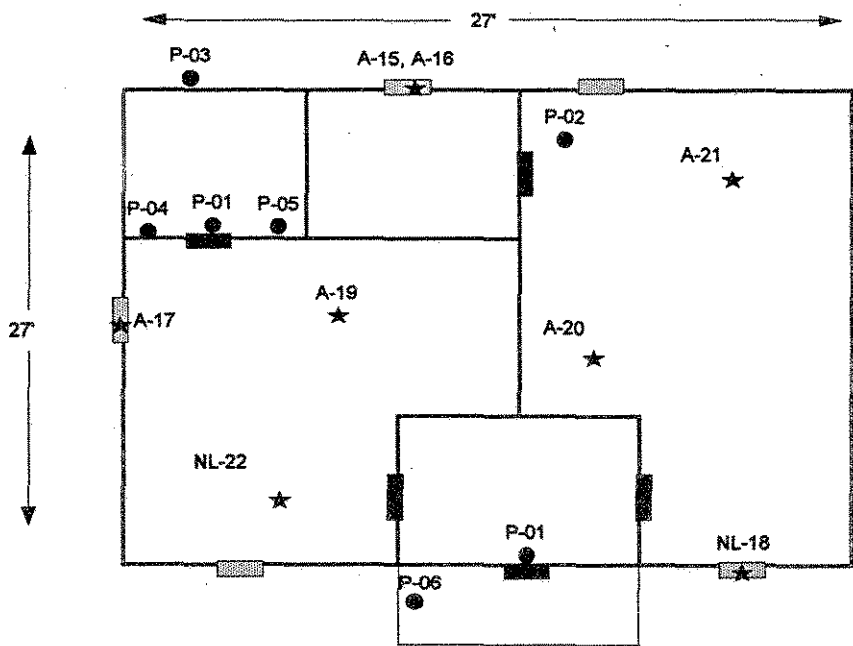 27'
P-03
A-15, A-16
P-02
A-21
P-04
P-01
P-05
A-19
A-17
27'
A-20
NL-22
P-01
NL-18
P-06